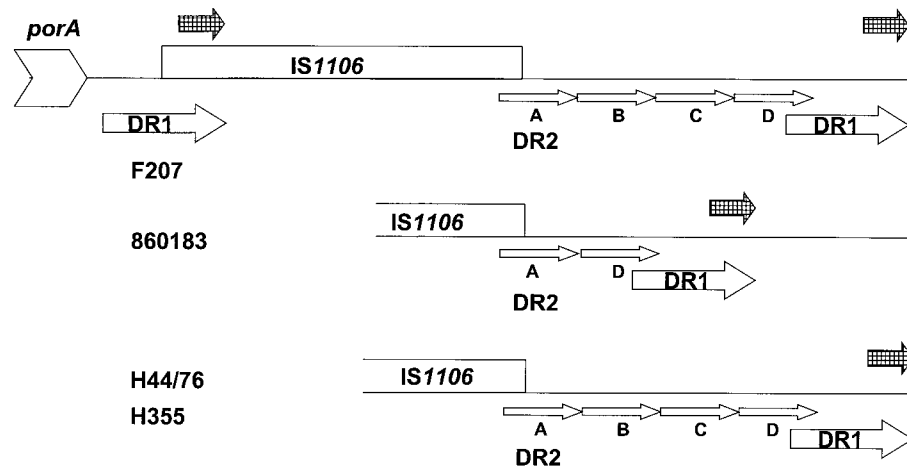 porA
IS1106
DR1
A B C D
DR2
DR1
F207
IS1106
860183
A D
DR2
DR1
IS1106
H44/76
H355
A B C D
DR2
DR1